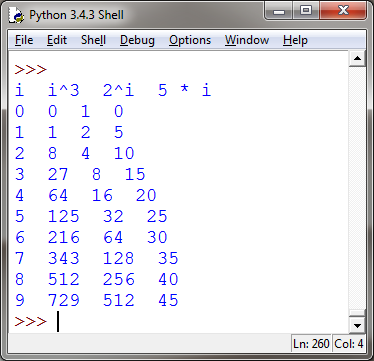 Python 3.4.3 Shell
File Edit Shell Debug Options Window Help
>>>
i  i^3  2^i  5 * i
0  0  1  0
1  1  2  5
2  8  4  10
3  27  8  15
4  64  16  20
5  125  32  25
6  216  64  30
7  343  128  35
8  512  256  40
9  729  512  45
>>>
Ln: 260 Col: 4